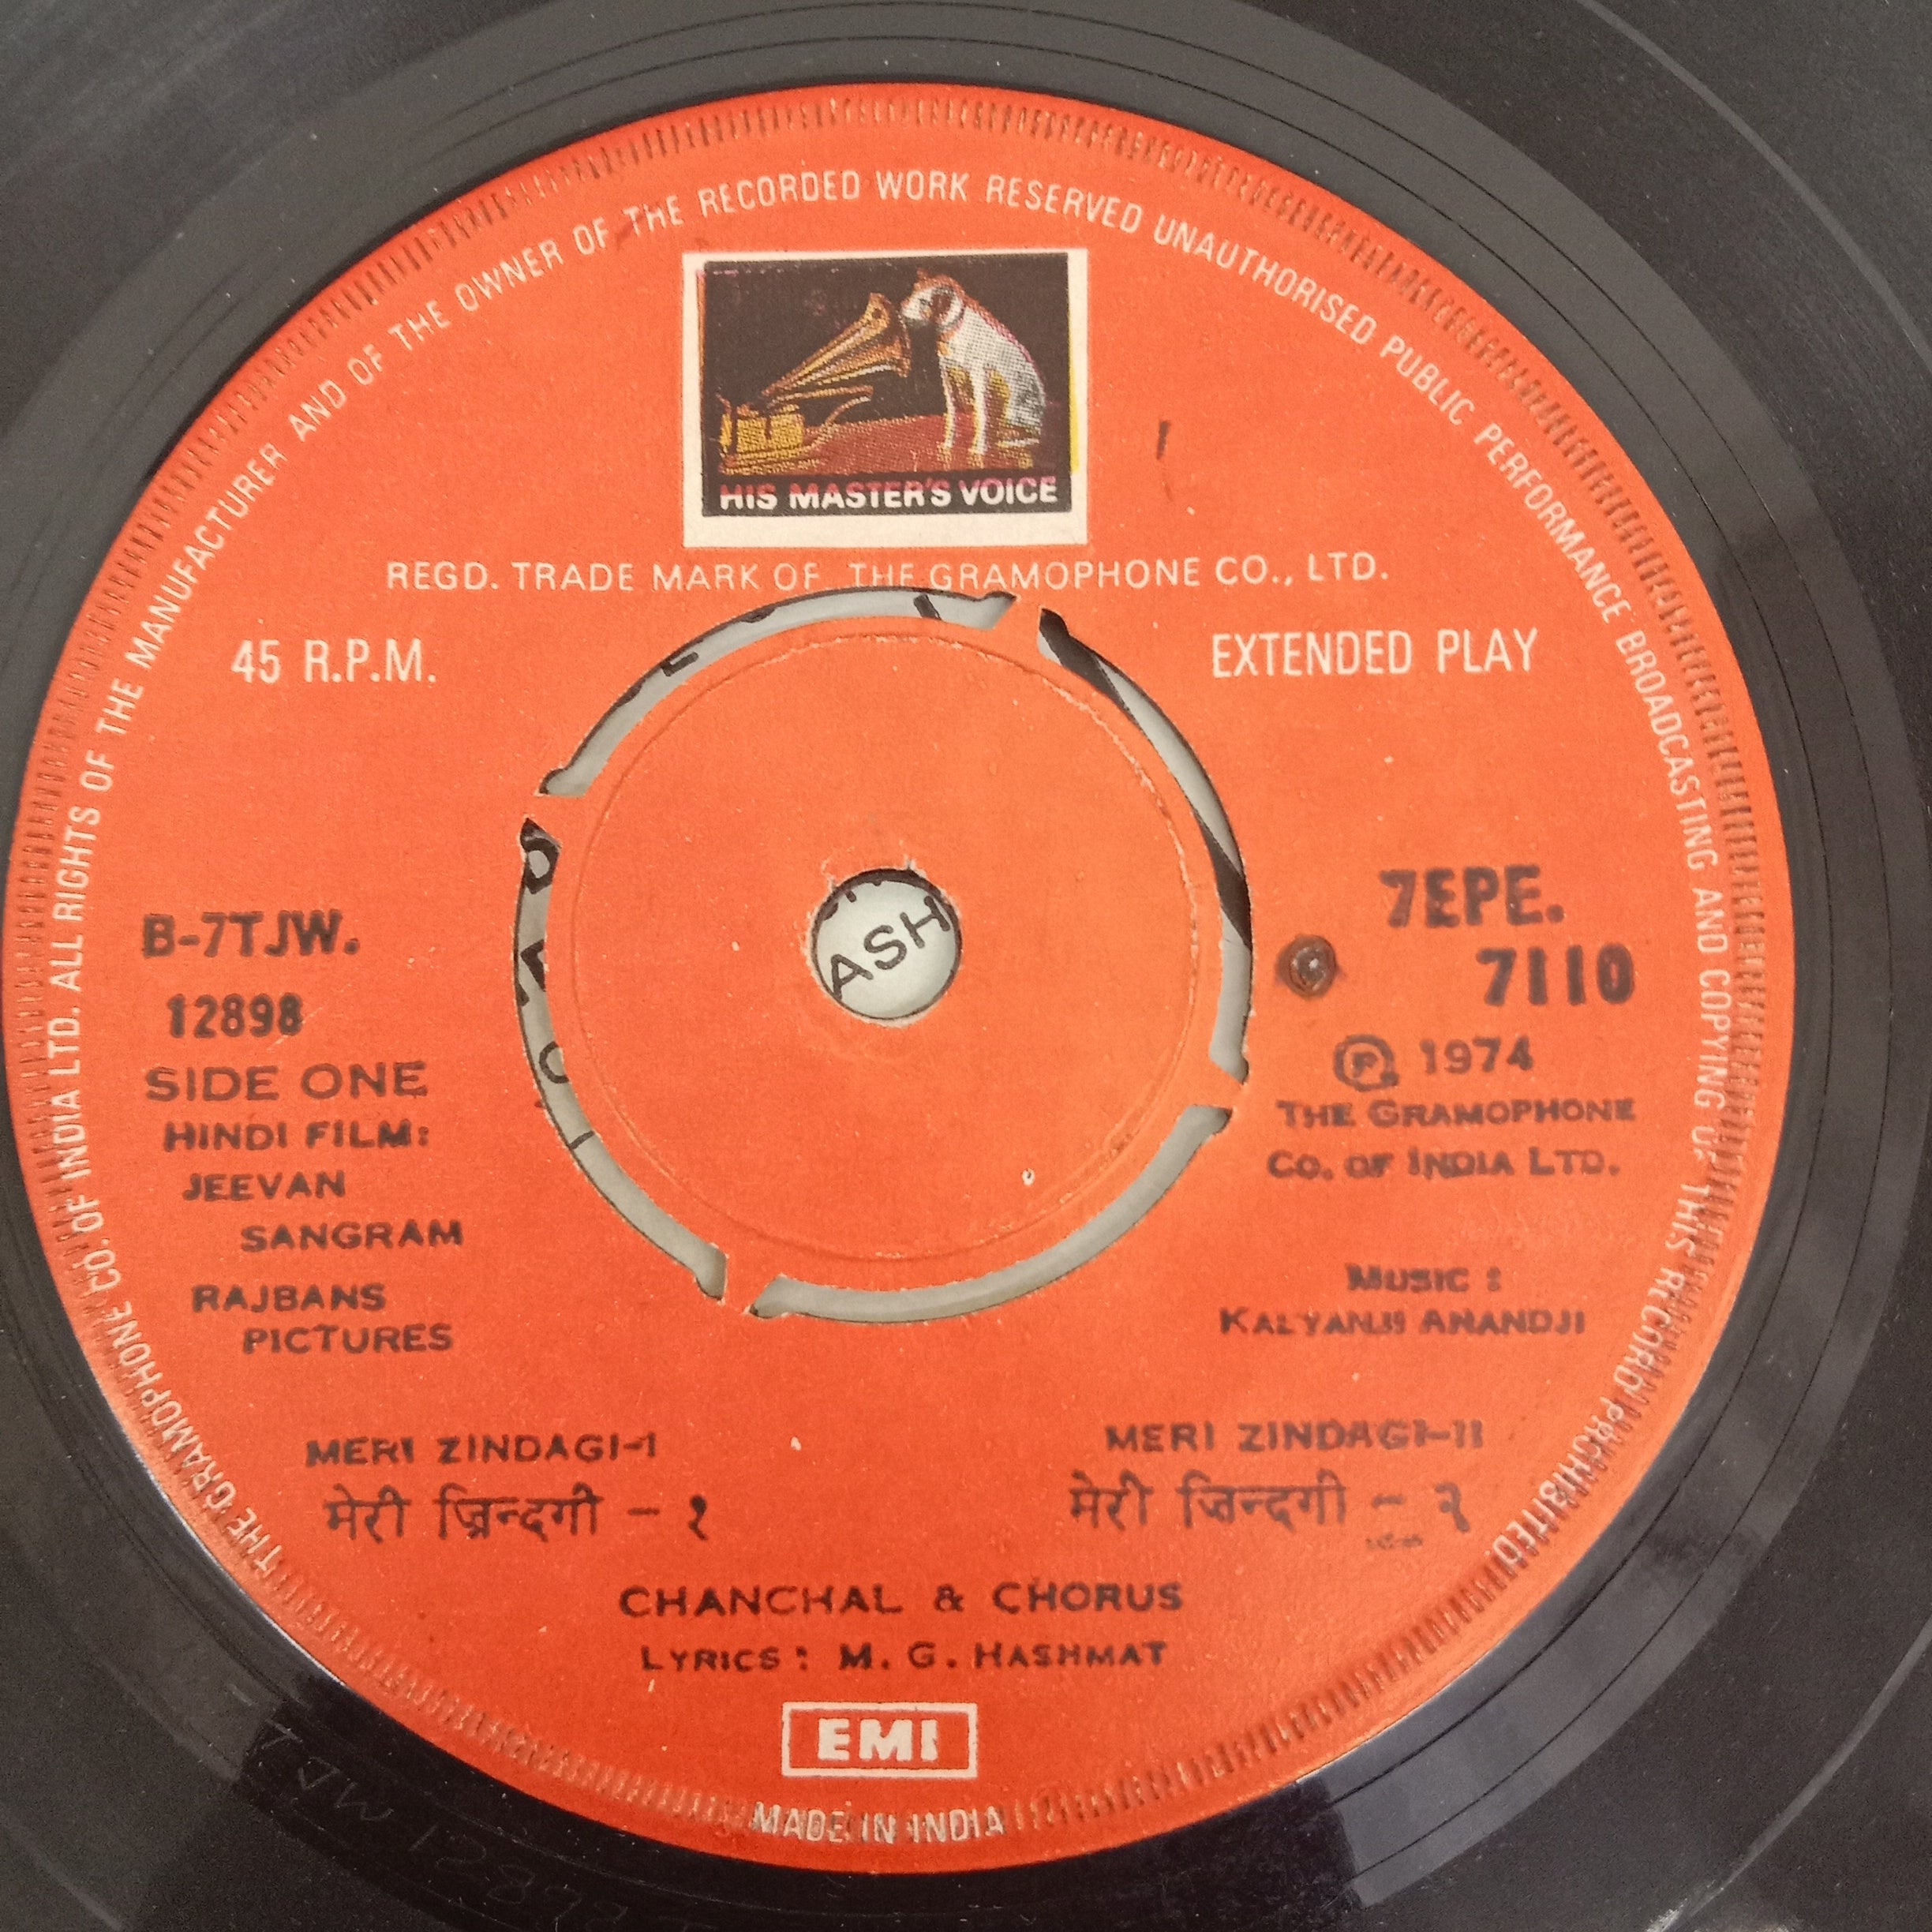 THE GRAMOPHONE CO. OF INDIA LTD. ALL RIGHTS OF THE MANUFACTURER AND OF THE OWNER OF THE RECORDED WORK RESERVED UNAUTHORISED PUBLIC PERFORMANCE BROADCASTING AND COPYING OF THIS RECORD PROHIBITED.
HIS MASTER'S VOICE
REGD. TRADE MARK OF THE GRAMOPHONE CO., LTD.
45 R.P.M.
EXTENDED PLAY
ASH
B-7TJW.
12898
SIDE ONE
HINDI FILM:
JEEVAN
SANGRAM
RAJBANS
PICTURES
7EPE.
7110
Ⓟ 1974
THE GRAMOPHONE
CO. OF INDIA LTD.
MUSIC :
KALYANJI ANANDJI
MERI ZINDAGI-I
मेरी ज़िन्दगी - १
MERI ZINDAGI-II
मेरी ज़िन्दगी - २
CHANCHAL & CHORUS
LYRICS : M. G. HASHMAT
EMI
MADE IN INDIA